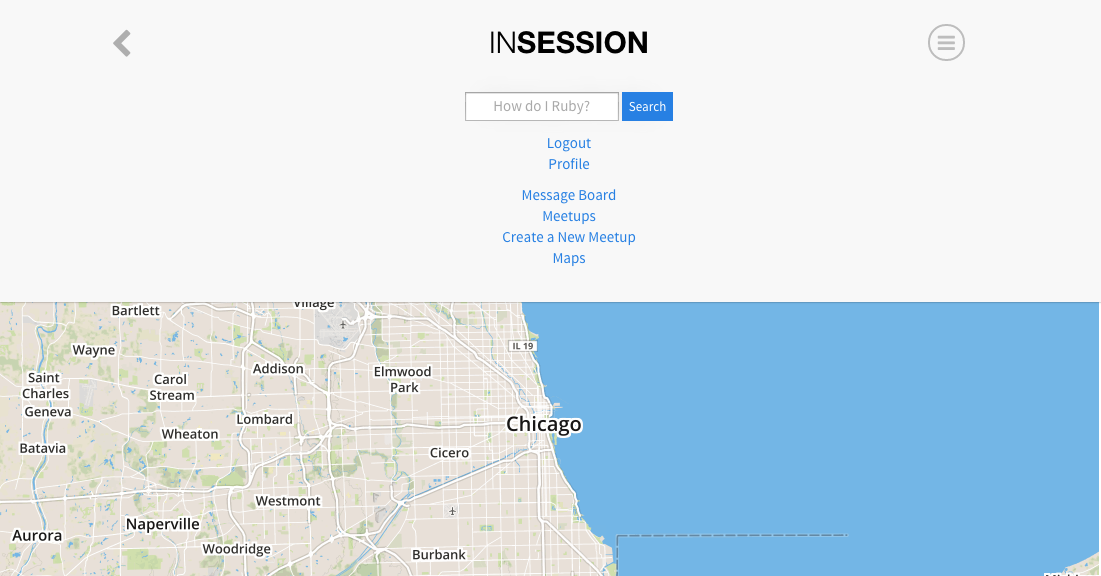 INSESSION
How do I Ruby?
Search
Logout
Profile
Message Board
Meetups
Create a New Meetup
Maps
Village
Bartlett
IL 19
Wayne
Addison
Elmwood
Park
Saint
Charles
Carol
Stream
Geneva
Lombard
Chicago
Wheaton
Batavia
Cicero
Westmont
Naperville
Aurora
Woodridge
Burbank